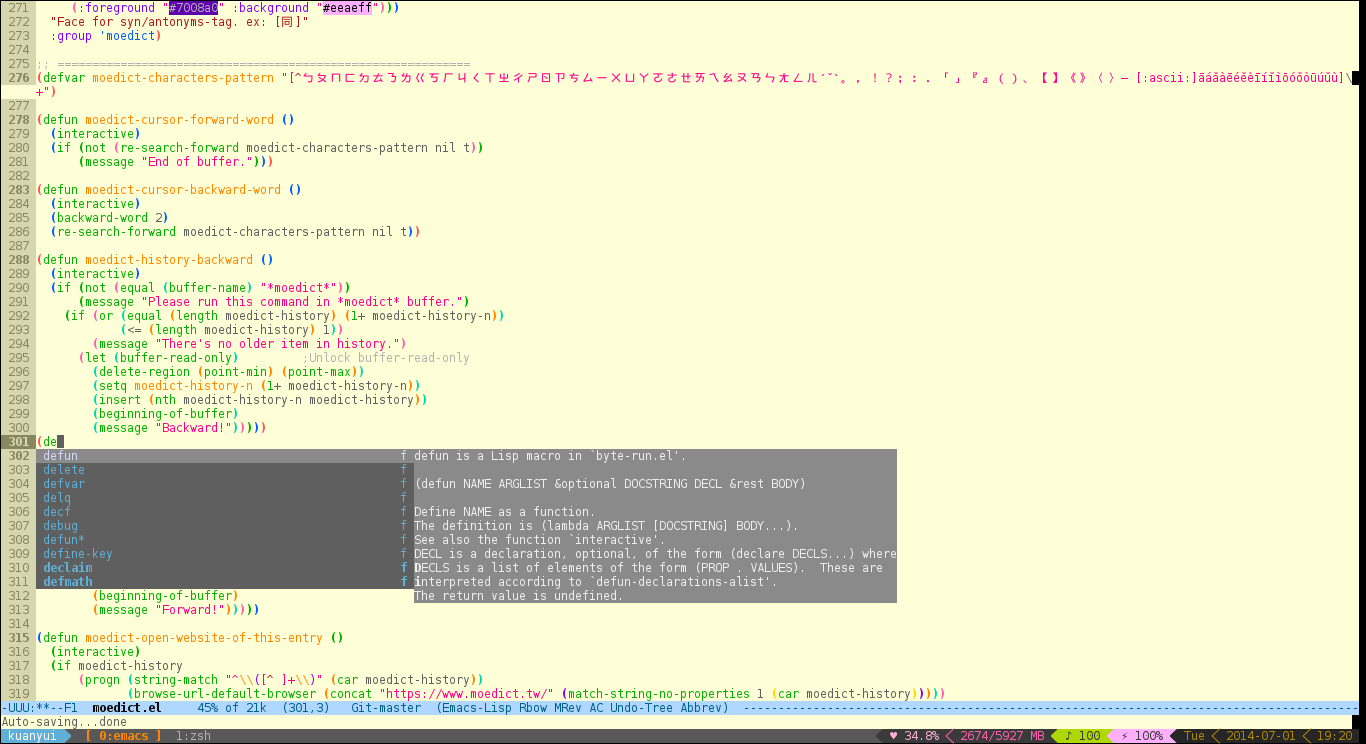 271      (:foreground "#7008a0" :background "#eeaeff")))
272   "Face for syn/antonyms-tag. ex: [同]"
273   :group 'moedict)
274
;; ===========================================================
276 (defvar moedict-characters-pattern "[^ㄅㄆㄇㄈㄉㄊㄋㄌㄍㄎㄏㄐㄑㄒㄓㄔㄕㄖㄗㄘㄙㄧㄨㄩㄚㄛㄜㄝㄞㄟㄠㄡㄢㄣㄤㄥㄦˊˇˋ。，！？；：．「」『』（）、【】《》〈〉— [:ascii:]āáǎàēéěèīíǐìōóǒòūúǔù]\
+")
277
278 (defun moedict-cursor-forward-word ()
279   (interactive)
280   (if (not (re-search-forward moedict-characters-pattern nil t))
281       (message "End of buffer.")))
282
283 (defun moedict-cursor-backward-word ()
284   (interactive)
285   (backward-word 2)
286   (re-search-forward moedict-characters-pattern nil t))
287
288 (defun moedict-history-backward ()
289   (interactive)
290   (if (not (equal (buffer-name) "*moedict*"))
291       (message "Please run this command in *moedict* buffer.")
292     (if (or (equal (length moedict-history) (1+ moedict-history-n))
293             (<= (length moedict-history) 1))
294         (message "There's no older item in history.")
295       (let (buffer-read-only)         ;Unlock buffer-read-only
296         (delete-region (point-min) (point-max))
297         (setq moedict-history-n (1+ moedict-history-n))
298         (insert (nth moedict-history-n moedict-history))
299         (beginning-of-buffer)
300         (message "Backward!")))))
301 (de
302  defun f defun is a Lisp macro in `byte-run.el'.
303  delete f
304  defvar f (defun NAME ARGLIST &optional DOCSTRING DECL &rest BODY)
305  delq f
306  decf f Define NAME as a function.
307  debug f The definition is (lambda ARGLIST [DOCSTRING] BODY...).
308  defun* f See also the function `interactive'.
309  define-key f DECL is a declaration, optional, of the form (declare DECLS...) where
310  declaim f DECLS is a list of elements of the form (PROP . VALUES).  These are
311  defmath f interpreted according to `defun-declarations-alist'.
312         (beginning-of-buffer) The return value is undefined.
313         (message "Forward!")))))
314
315 (defun moedict-open-website-of-this-entry ()
316   (interactive)
317   (if moedict-history
318       (progn (string-match "^\\([^ ]+\\)" (car moedict-history))
319              (browse-url-default-browser (concat "https://www.moedict.tw/" (match-string-no-properties 1 (car moedict-history)))))
-UUU:**--F1  moedict.el     45% of 21k  (301,3)   Git-master  (Emacs-Lisp Rbow MRev AC Undo-Tree Abbrev)  ----------------------------------------------------------------------------------------
Auto-saving...done
kuanyui  [ 0:emacs ]  1:zsh  ♥ 34.8%  2674/5927 MB  ♪ 100  ⚡ 100%  Tue  2014-07-01  19:20